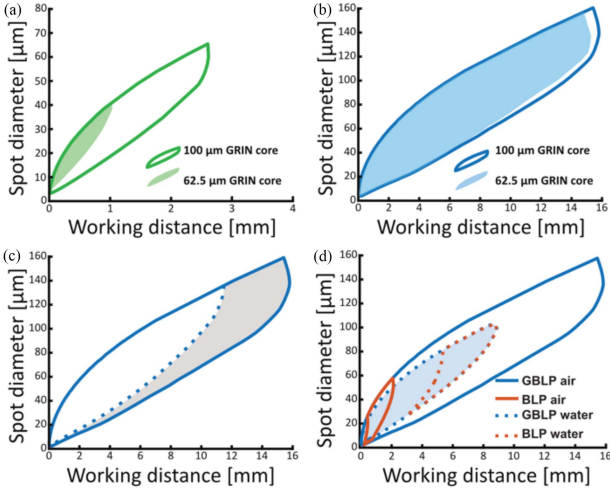 (a)
80
70
60
50
40
30
20
10
0
Spot diameter [µm]
100 µm GRIN core
62.5 µm GRIN core
0 1 2 3 4
Working distance [mm]
(b)
160
140
120
100
80
60
40
20
0
Spot diameter [µm]
100 µm GRIN core
62.5 µm GRIN core
0 2 4 6 8 10 12 14 16
Working distance [mm]
(c)
160
140
120
100
80
60
40
20
0
Spot diameter [µm]
0 2 4 6 8 10 12 14 16
Working distance [mm]
(d)
160
140
120
100
80
60
40
20
0
Spot diameter [µm]
GBLP air
BLP air
GBLP water
BLP water
0 2 4 6 8 10 12 14 16
Working distance [mm]